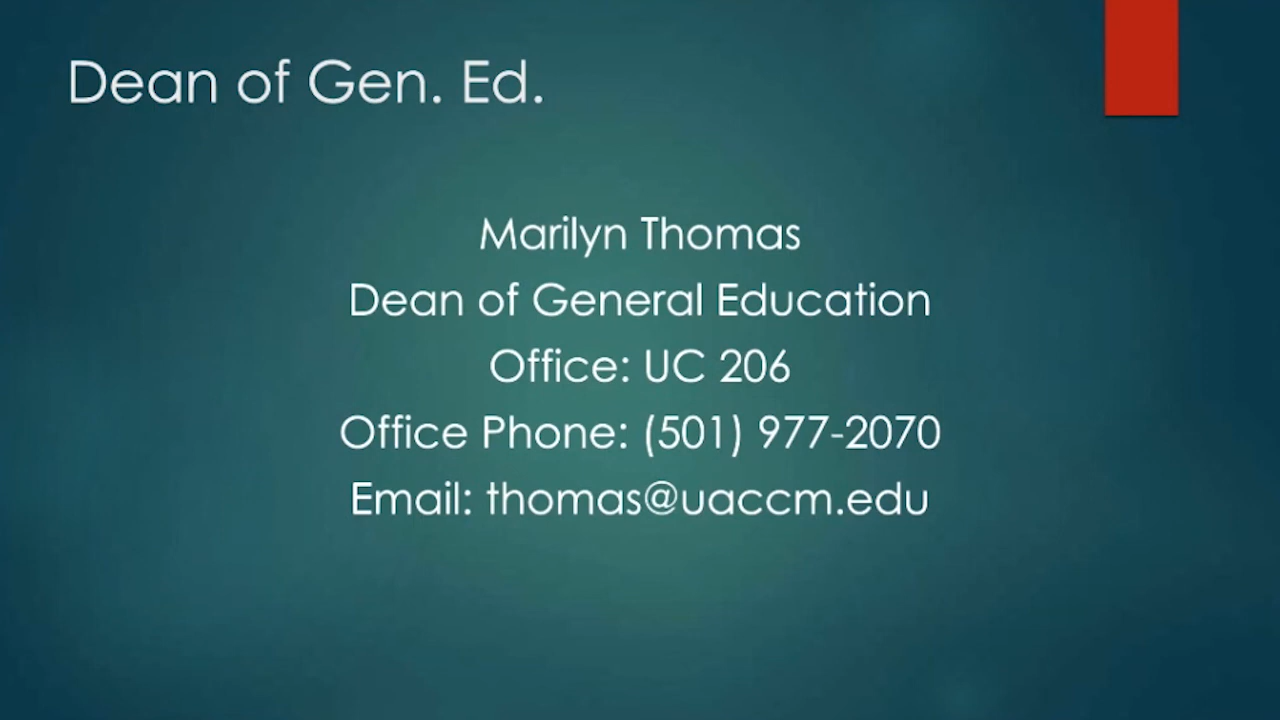 Dean of Gen. Ed.
Marilyn Thomas
Dean of General Education
Office: UC 206
Office Phone: (501) 977-2070
Email: thomas@uaccm.edu